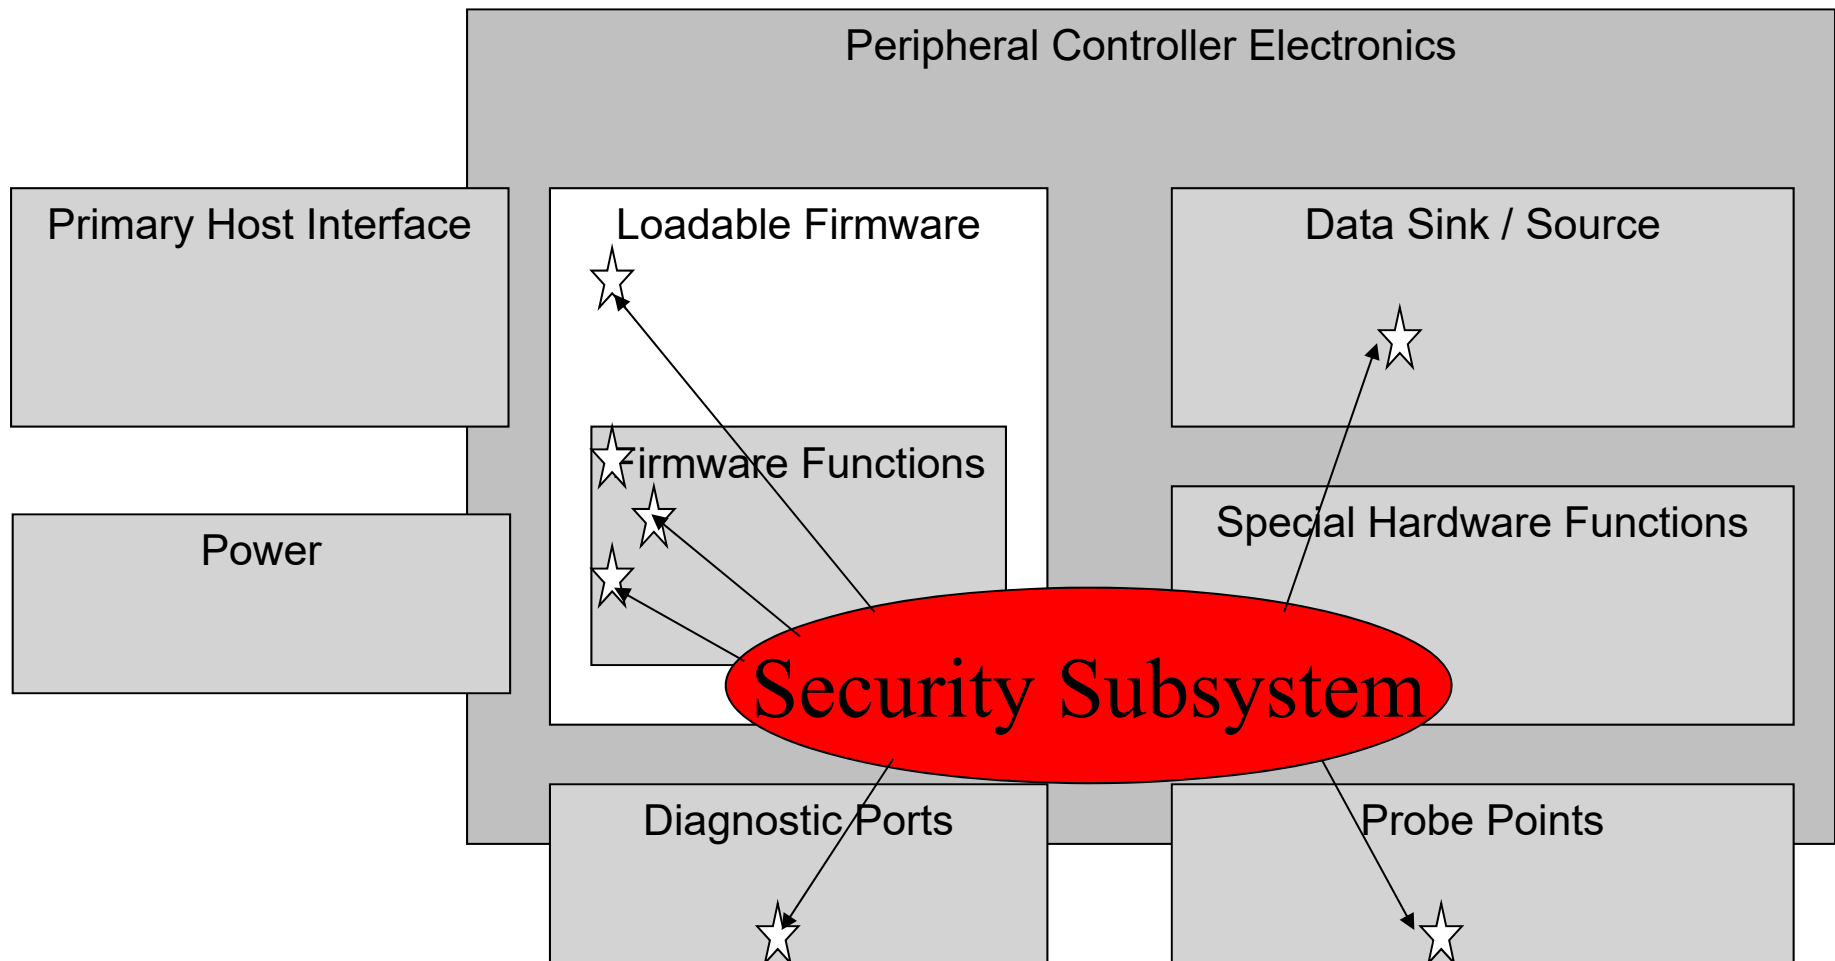 Peripheral Controller Electronics
Primary Host Interface
Loadable Firmware
Data Sink / Source
Firmware Functions
Special Hardware Functions
Power
Security Subsystem
Diagnostic Ports
Probe Points